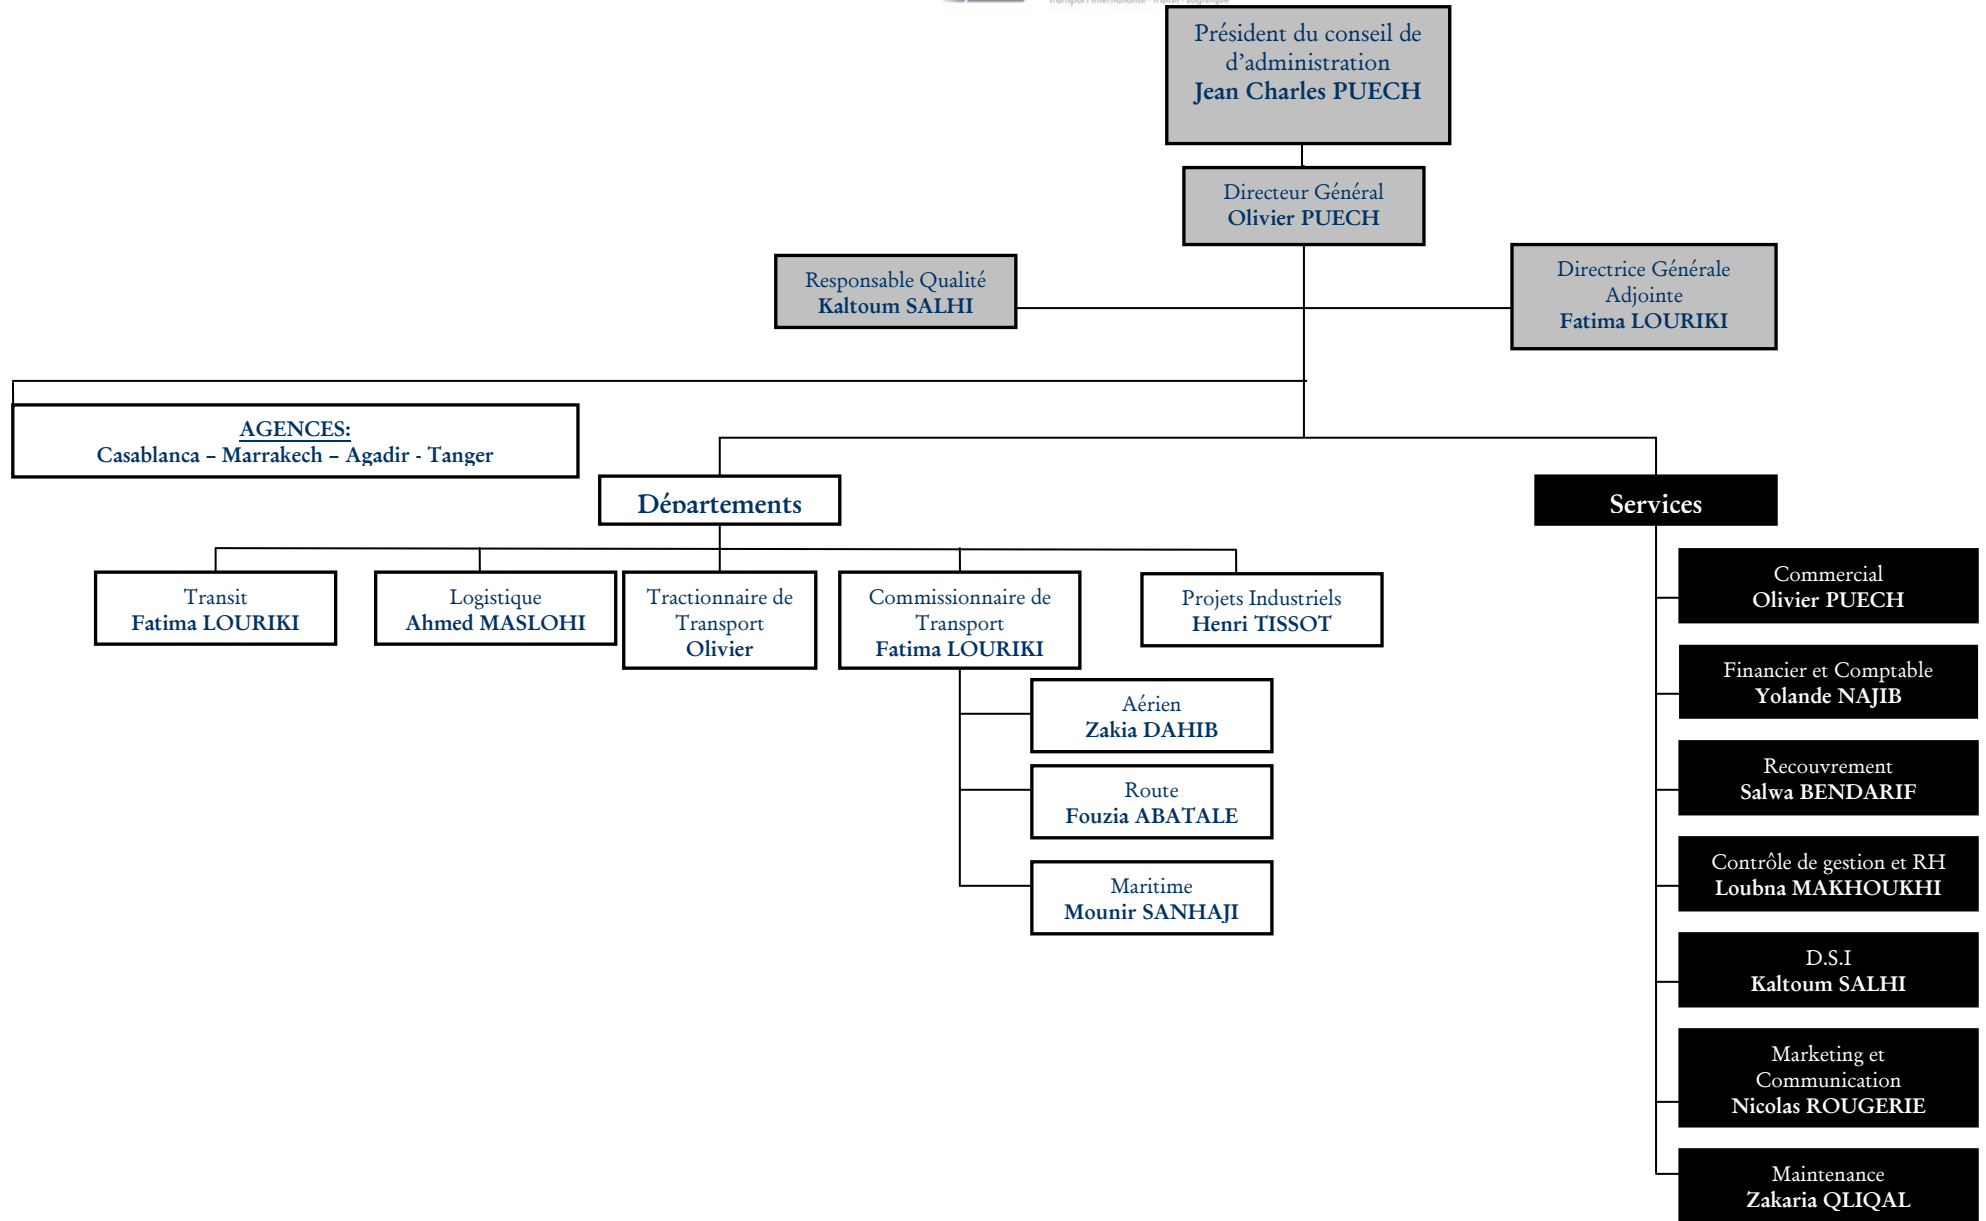 Transport International - Transit - Logistique
Président du conseil de
d’administration
Jean Charles PUECH
Directeur Général
Olivier PUECH
Responsable Qualité
Kaltoum SALHI
Directrice Générale
Adjointe
Fatima LOURIKI
AGENCES:
Casablanca – Marrakech – Agadir - Tanger
Départements
Services
Transit
Fatima LOURIKI
Logistique
Ahmed MASLOHI
Tractionnaire de
Transport
Olivier
Commissionnaire de
Transport
Fatima LOURIKI
Projets Industriels
Henri TISSOT
Aérien
Zakia DAHIB
Route
Fouzia ABATALE
Maritime
Mounir SANHAJI
Commercial
Olivier PUECH
Financier et Comptable
Yolande NAJIB
Recouvrement
Salwa BENDARIF
Contrôle de gestion et RH
Loubna MAKHOUKHI
D.S.I
Kaltoum SALHI
Marketing et
Communication
Nicolas ROUGERIE
Maintenance
Zakaria QLIQAL